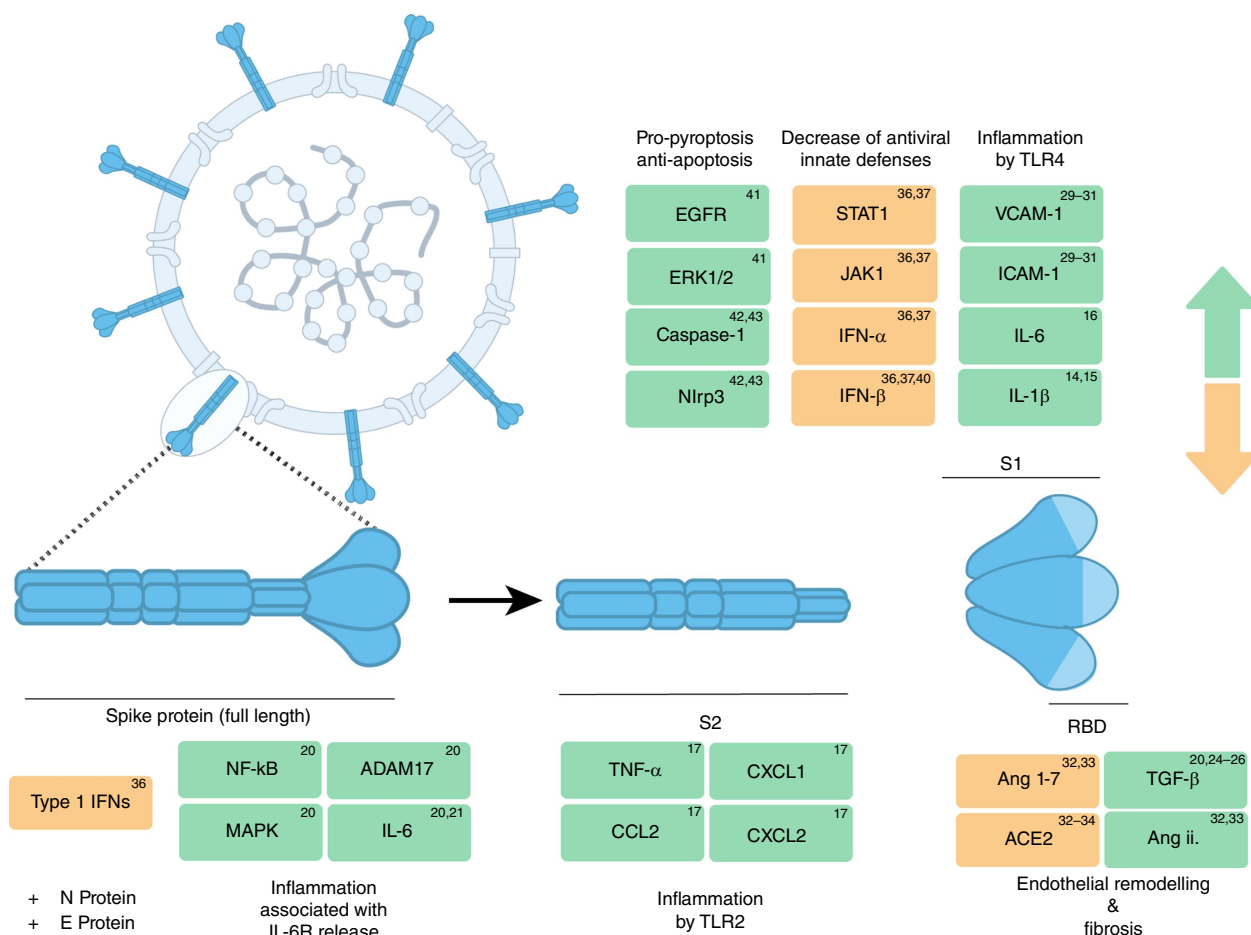 Pro-pyroptosis
anti-apoptosis
Decrease of antiviral
innate defenses
Inflammation
by TLR4
41
EGFR
36,37
STAT1
29–31
VCAM-1
41
ERK1/2
36,37
JAK1
29–31
ICAM-1
42,43
Caspase-1
36,37
IFN-α
16
IL-6
42,43
NIrp3
36,37,40
IFN-β
14,15
IL-1β
S1
Spike protein (full length)
S2
RBD
36
Type 1 IFNs
20
NF-kB
20
ADAM17
20
MAPK
20,21
IL-6
17
TNF-α
17
CXCL1
17
CCL2
17
CXCL2
32,33
Ang 1-7
20,24–26
TGF-β
32–34
ACE2
32,33
Ang ii.
+ N Protein
+ E Protein
Inflammation
associated with
IL-6R release
Inflammation
by TLR2
Endothelial remodelling
&
fibrosis